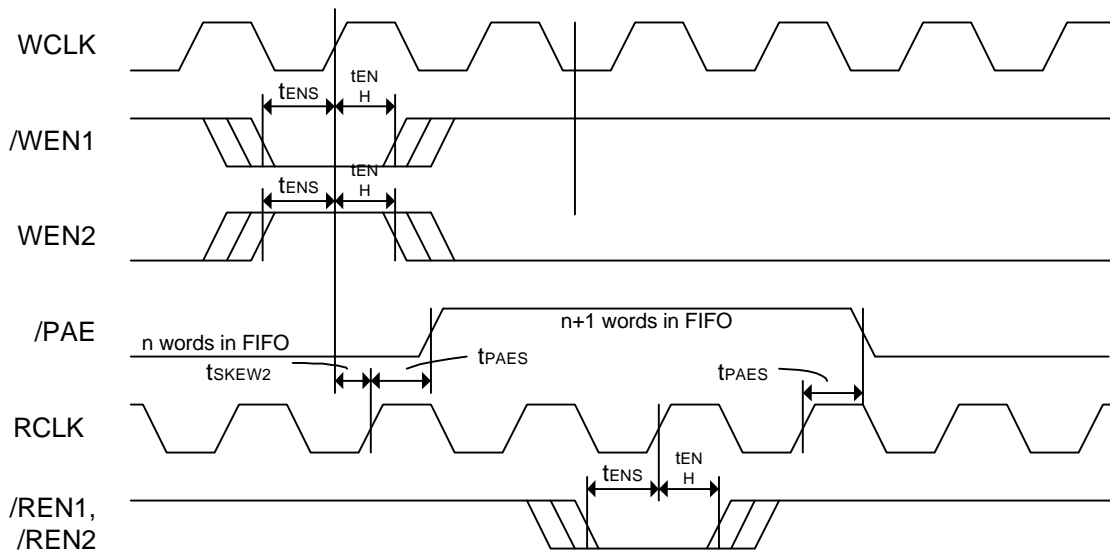 WCLK
tENS
tEN
H
/WEN1
tENS
tEN
H
WEN2
/PAE
n words in FIFO
n+1 words in FIFO
tSKEW2
tPAES
tPAES
RCLK
tENS
tEN
H
/REN1,
/REN2